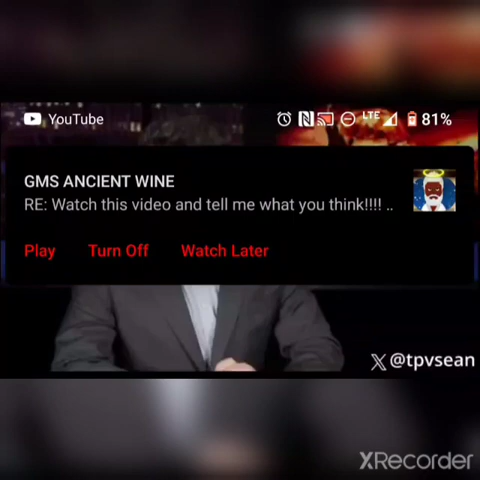 YouTube
LTE 81%
GMS ANCIENT WINE
RE: Watch this video and tell me what you think!!!! ..
Play Turn Off Watch Later
X @tpvsean
XRecorder